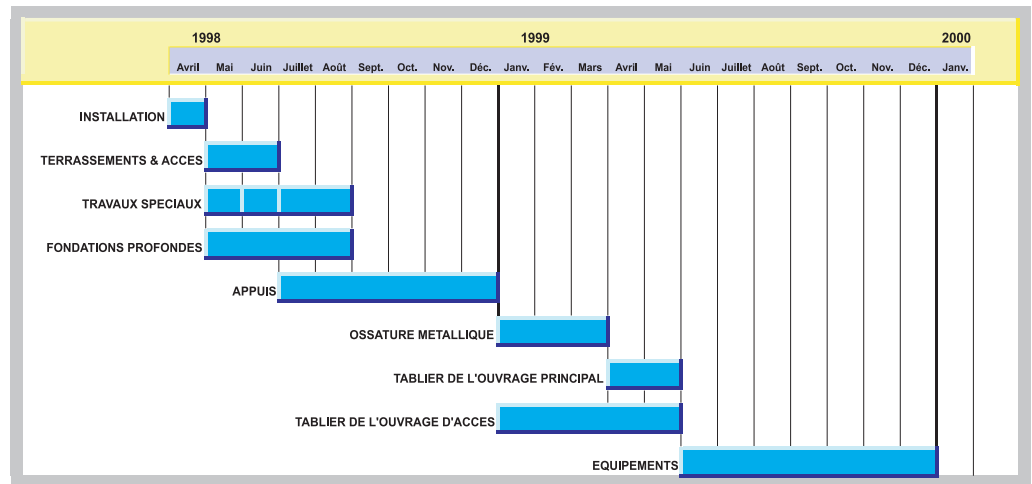 1998 1999 2000
Avril Mai Juin Juillet Août Sept. Oct. Nov. Déc. Janv. Fév. Mars Avril Mai Juin Juillet Août Sept. Oct. Nov. Déc. Janv.
INSTALLATION
TERRASSEMENTS & ACCES
TRAVAUX SPECIAUX
FONDATIONS PROFONDES
APPUIS
OSSATURE METALLIQUE
TABLIER DE L'OUVRAGE PRINCIPAL
TABLIER DE L'OUVRAGE D'ACCES
EQUIPEMENTS